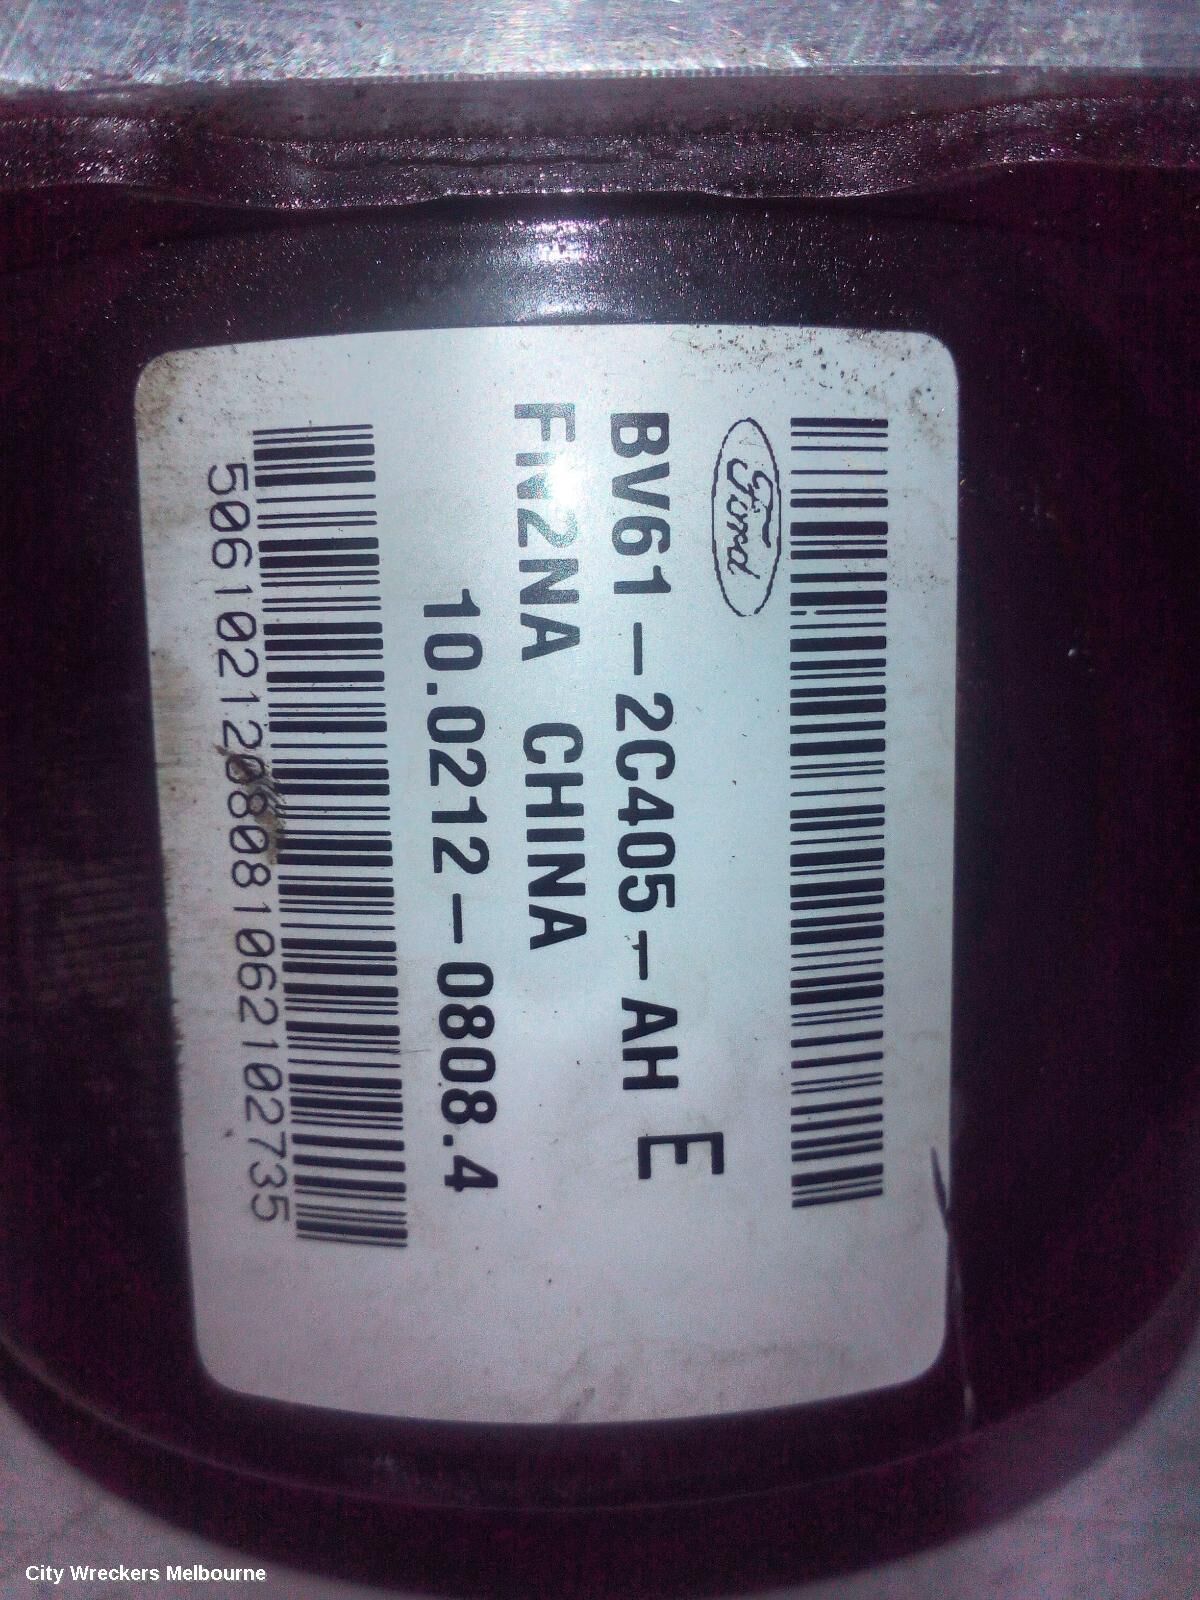 Ford
BV61-2C405-AH E
FN2NA CHINA
10.0212-0808.4
5061021208081062102735
City Wreckers Melbourne